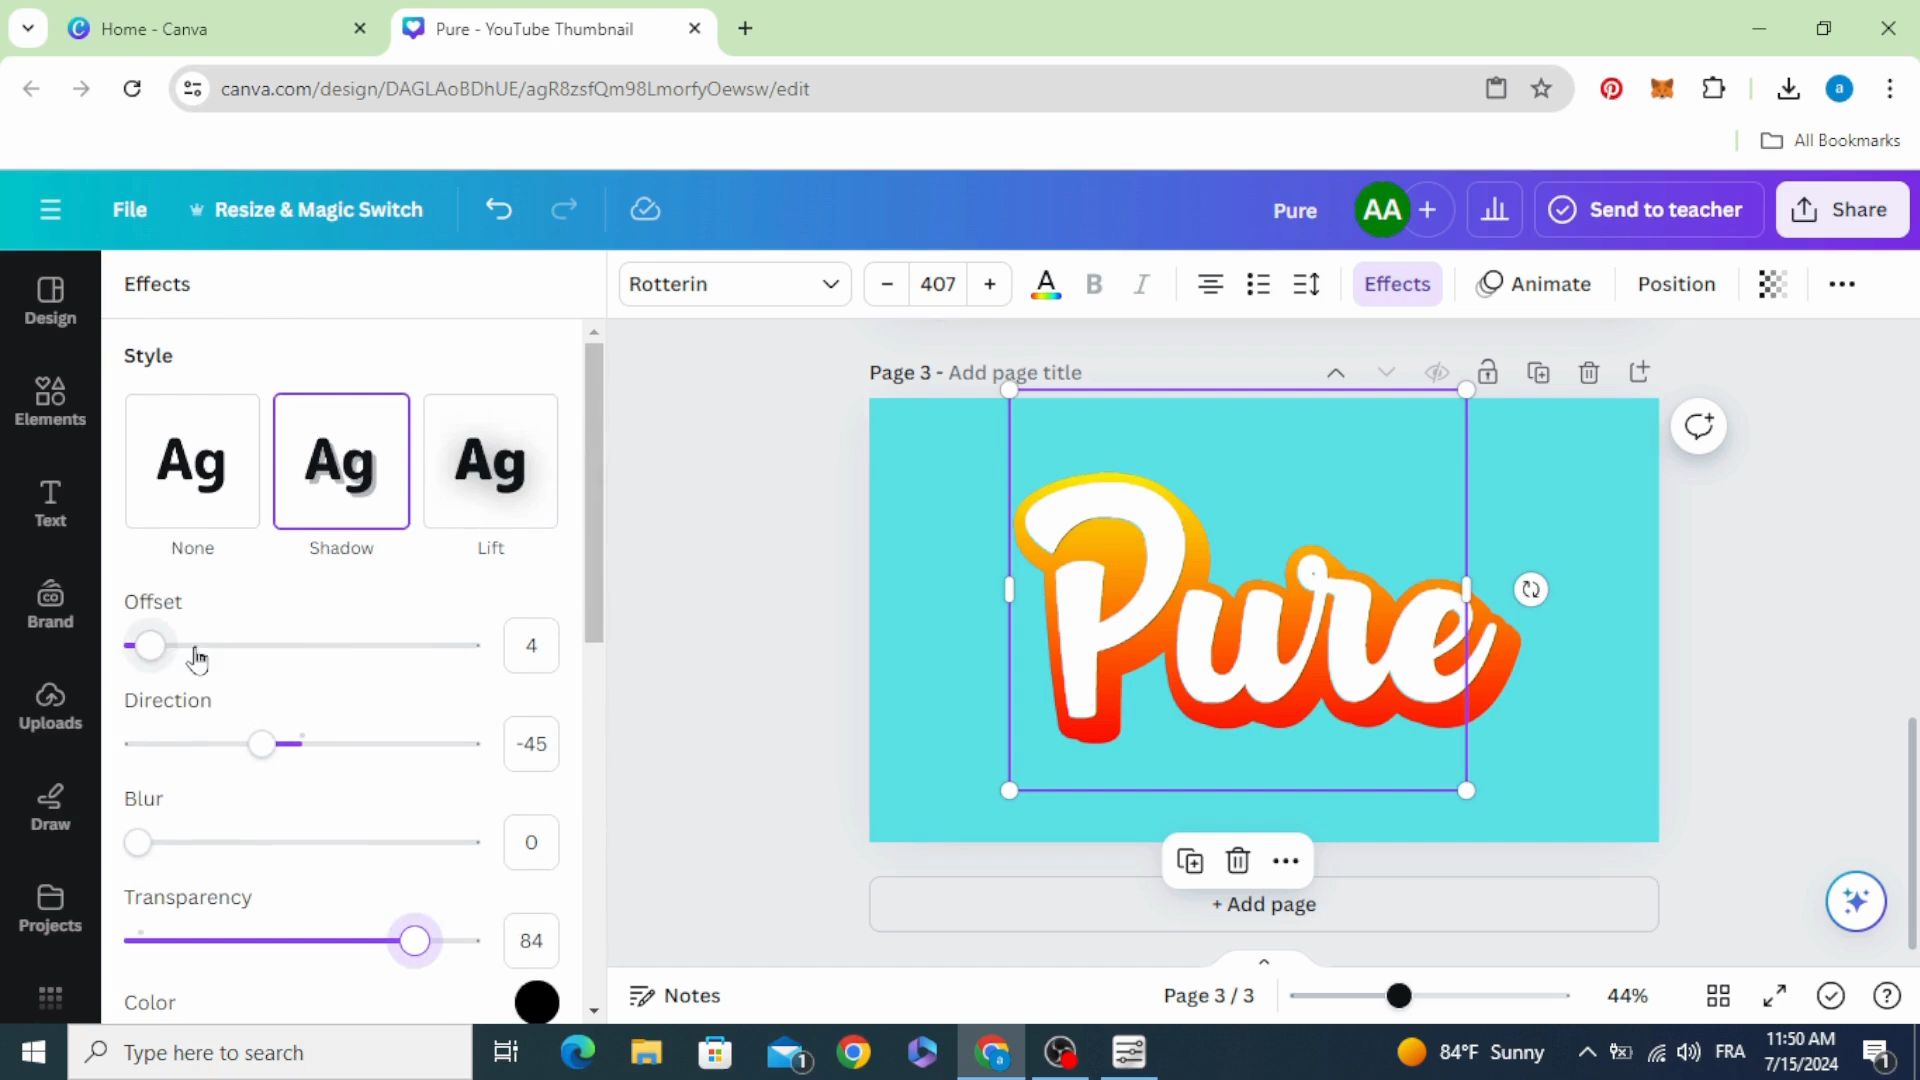 Home - Canva
Pure - YouTube Thumbnail
canva.com/design/DAGLAoBDhUE/agR8zsfQm98LmorfyOewsw/edit
a
All Bookmarks
File
Resize & Magic Switch
Pure
AA
Send to teacher
Share
Design
Elements
Text
Brand
Uploads
Draw
Projects
Effects
Rotterin
407
A
B
I
Effects
Animate
Position
Style
Ag
Ag
Ag
None
Shadow
Lift
Offset
4
Direction
-45
Blur
0
Transparency
84
Color
Page 3 - Add page title
Pure
+ Add page
Notes
Page 3 / 3
44%
Type here to search
1
a
84°F Sunny
FRA
11:50 AM
7/15/2024
1